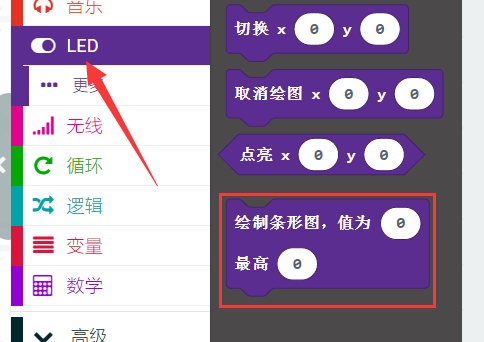 音乐
LED
更多
无线
循环
逻辑
变量
数学
高级
切换 x 0 y 0
取消绘图 x 0 y 0
点亮 x 0 y 0
绘制条形图，值为 0
最高 0